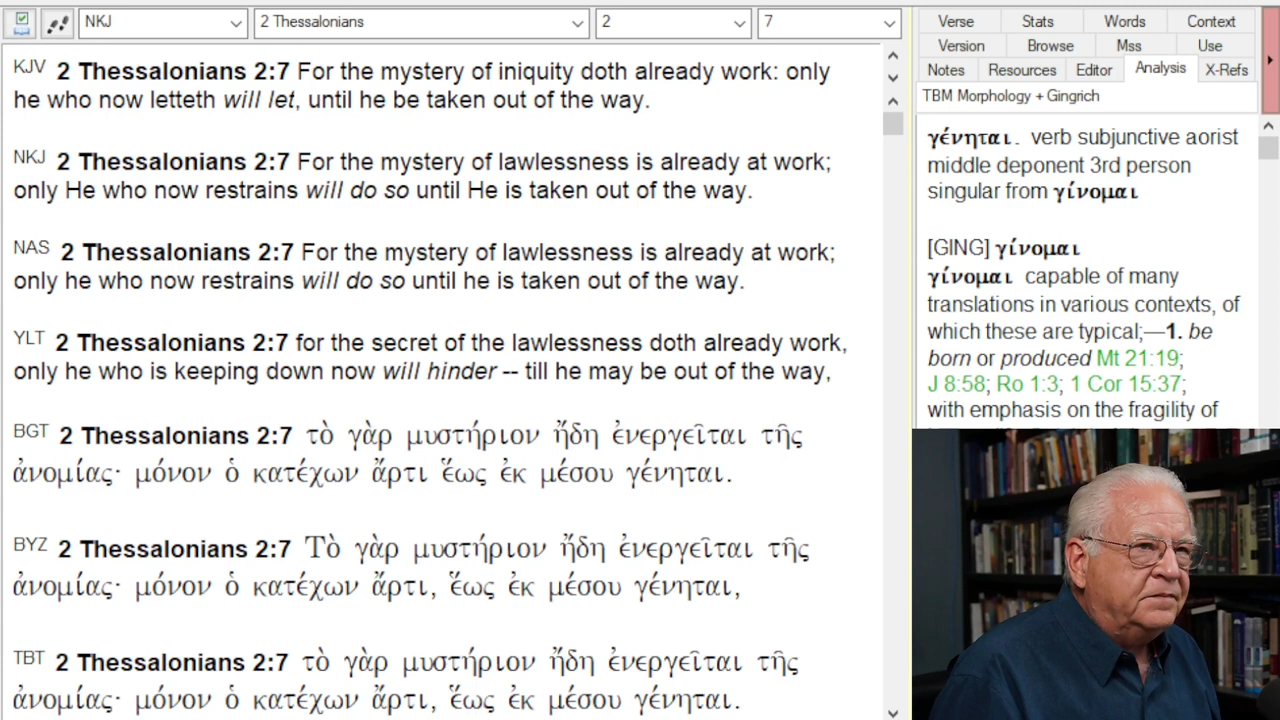 NKJ 2 Thessalonians 2 7
KJV 2 Thessalonians 2:7 For the mystery of iniquity doth already work: only
he who now letteth will let, until he be taken out of the way.
NKJ 2 Thessalonians 2:7 For the mystery of lawlessness is already at work;
only He who now restrains will do so until He is taken out of the way.
NAS 2 Thessalonians 2:7 For the mystery of lawlessness is already at work;
only he who now restrains will do so until he is taken out of the way.
YLT 2 Thessalonians 2:7 for the secret of the lawlessness doth already work,
only he who is keeping down now will hinder -- till he may be out of the way,
BGT 2 Thessalonians 2:7 τὸ γὰρ μυστήριον ἤδη ἐνεργεῖται τῆς
ἀνομίας· μόνον ὁ κατέχων ἄρτι ἕως ἐκ μέσου γένηται.
BYZ 2 Thessalonians 2:7 Τὸ γὰρ μυστήριον ἤδη ἐνεργεῖται τῆς
ἀνομίας· μόνον ὁ κατέχων ἄρτι, ἕως ἐκ μέσου γένηται,
TBT 2 Thessalonians 2:7 τὸ γὰρ μυστήριον ἤδη ἐνεργεῖται τῆς
ἀνομίας· μόνον ὁ κατέχων ἄρτι, ἕως ἐκ μέσου γένηται.
Verse Stats Words Context
Version Browse Mss Use
Notes Resources Editor Analysis X-Refs
TBM Morphology + Gingrich
γένηται. verb subjunctive aorist
middle deponent 3rd person
singular from γίνομαι
[GING] γίνομαι
γίνομαι capable of many
translations in various contexts, of
which these are typical;—1. be
born or produced Mt 21:19;
J 8:58; Ro 1:3; 1 Cor 15:37;
with emphasis on the fragility of